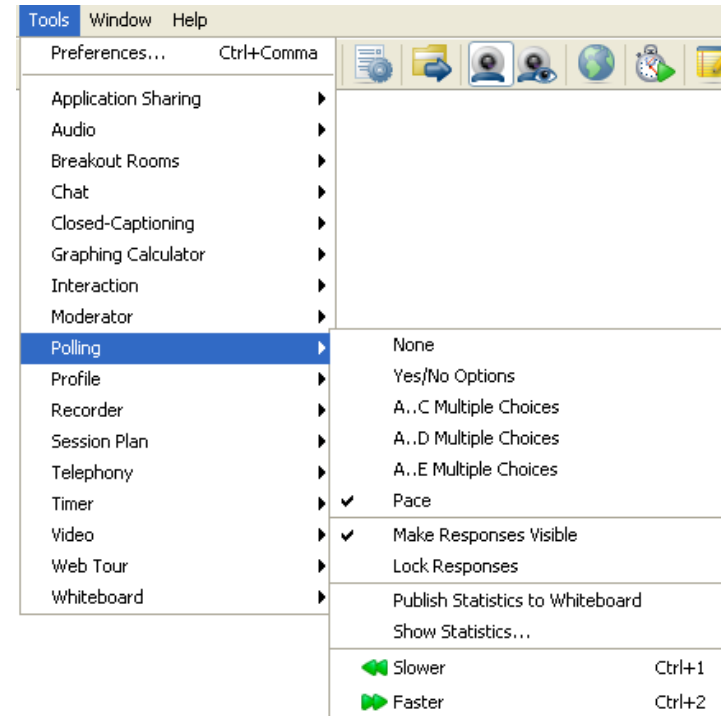 Tools Window Help
Preferences... Ctrl+Comma
Application Sharing
Audio
Breakout Rooms
Chat
Closed-Captioning
Graphing Calculator
Interaction
Moderator
Polling
Profile
Recorder
Session Plan
Telephony
Timer
Video
Web Tour
Whiteboard
None
Yes/No Options
A..C Multiple Choices
A..D Multiple Choices
A..E Multiple Choices
Pace
Make Responses Visible
Lock Responses
Publish Statistics to Whiteboard
Show Statistics...
Slower Ctrl+1
Faster Ctrl+2